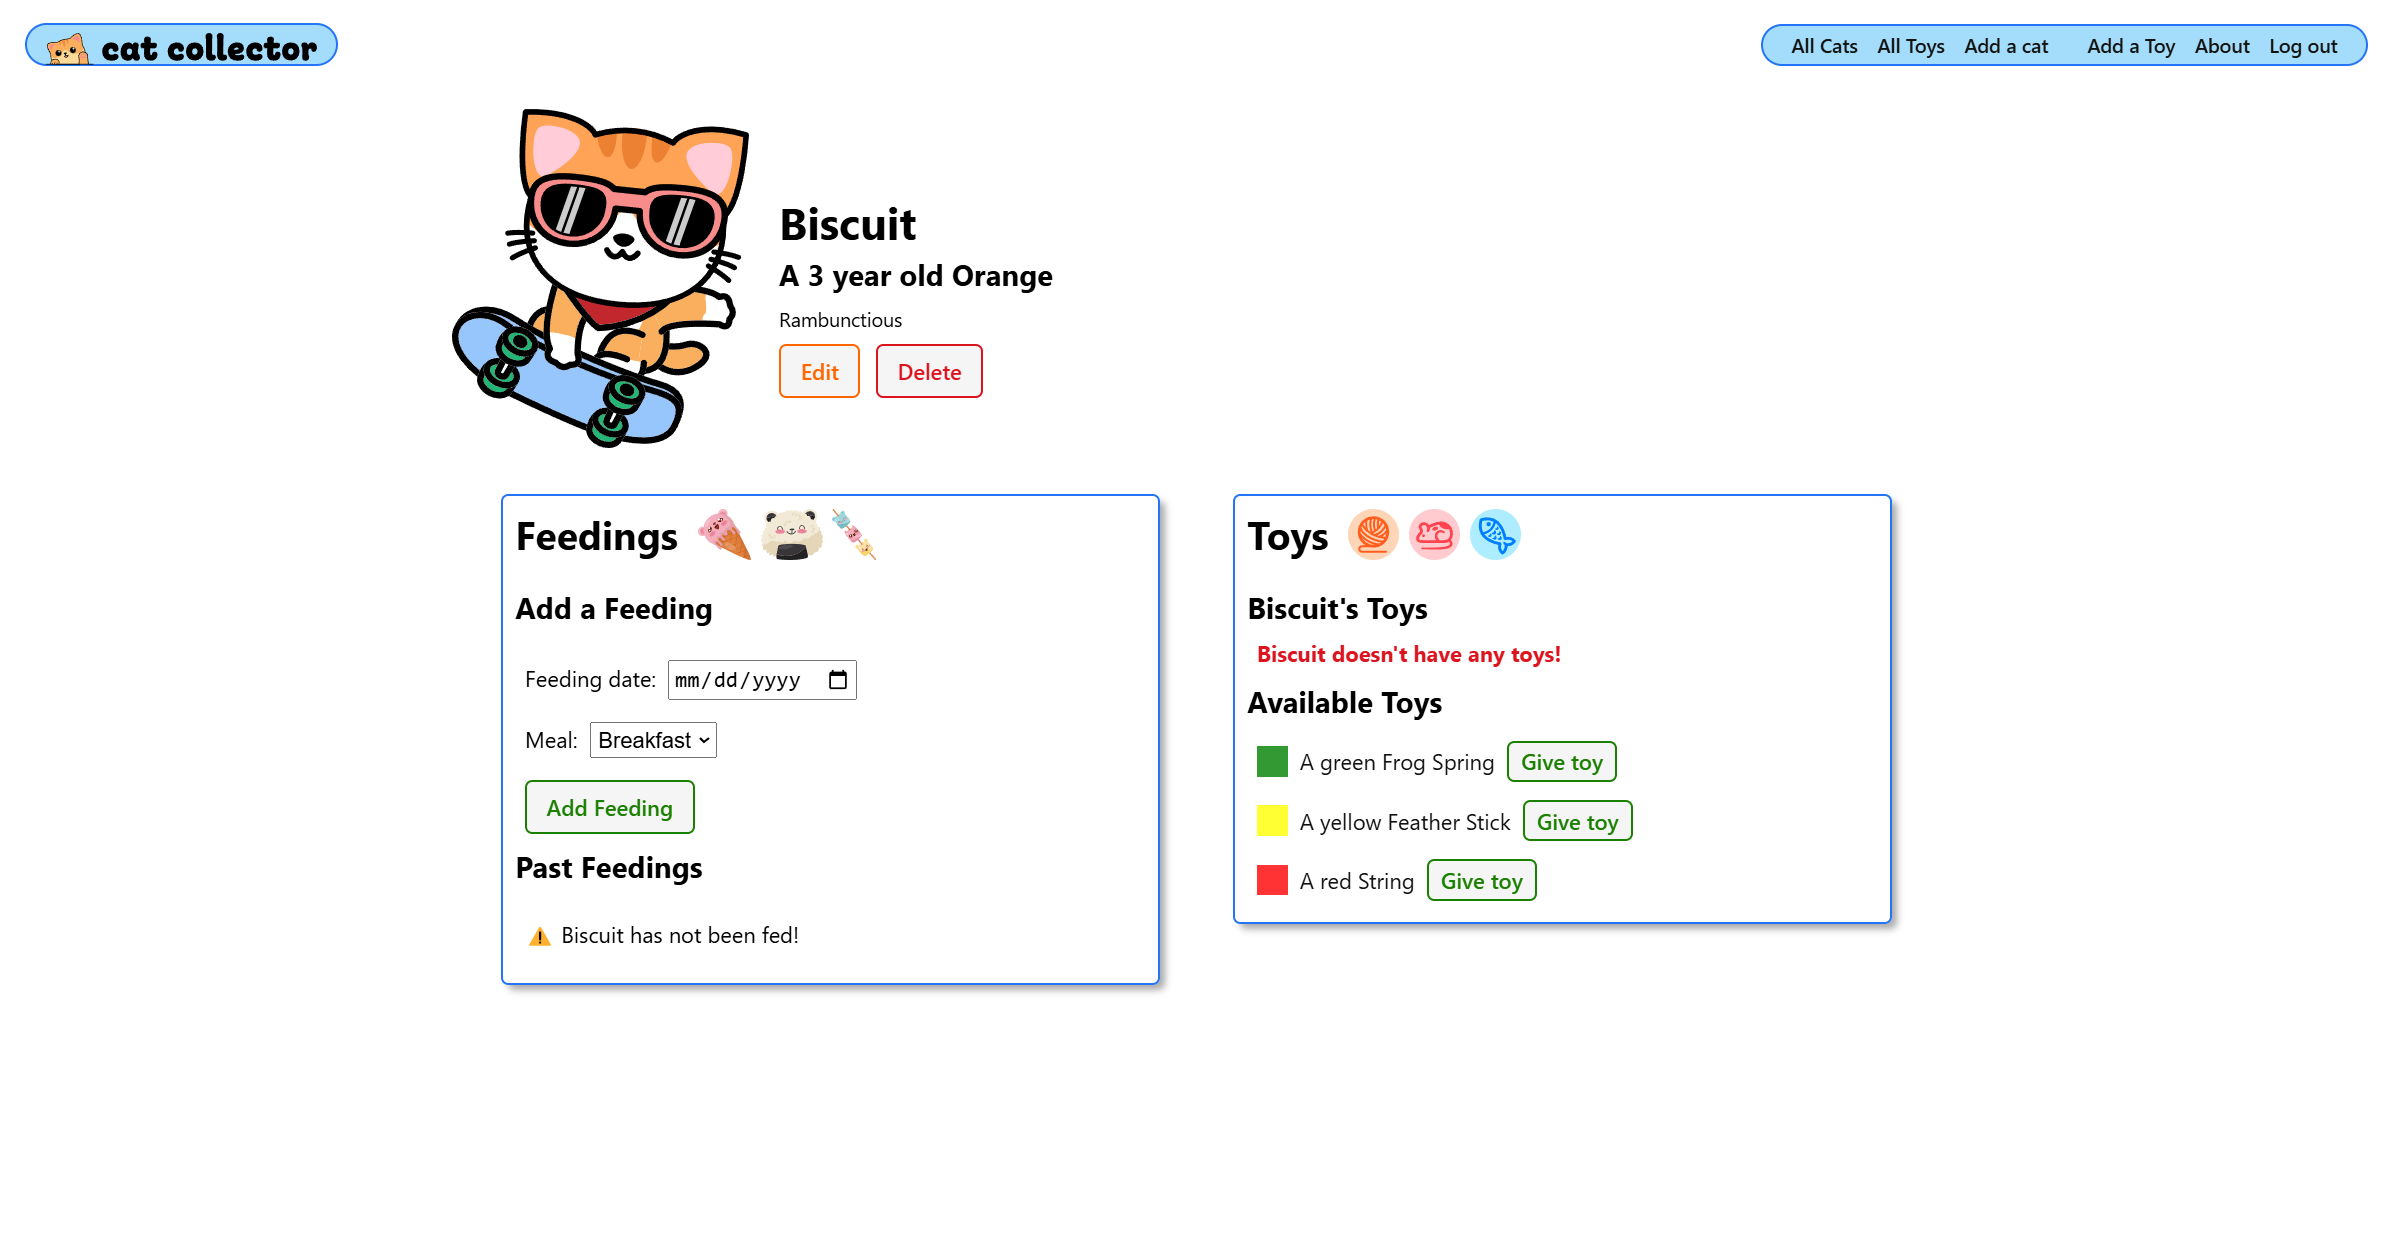 cat collector
All Cats All Toys Add a cat Add a Toy About Log out
Biscuit
A 3 year old Orange
Rambunctious
Edit Delete
Feedings
Add a Feeding
Feeding date: mm/dd/yyyy
Meal: Breakfast
Add Feeding
Past Feedings
Biscuit has not been fed!
Toys
Biscuit's Toys
Biscuit doesn't have any toys!
Available Toys
A green Frog Spring Give toy
A yellow Feather Stick Give toy
A red String Give toy